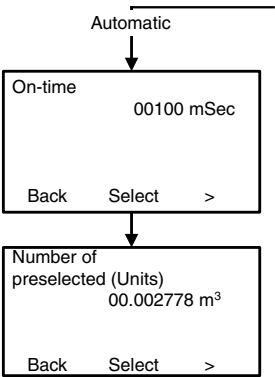 Automatic
On-time
00100 mSec
Back Select >
Number of
preselected (Units)
00.002778 m³
Back Select >